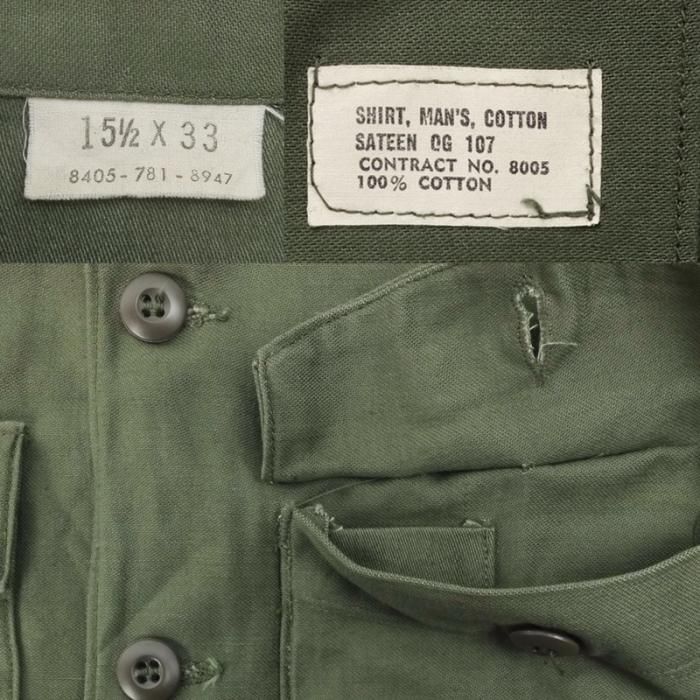 15½ X 33
8405-781-8947
SHIRT, MAN'S, COTTON
SATEEN OG 107
CONTRACT NO. 8005
100% COTTON